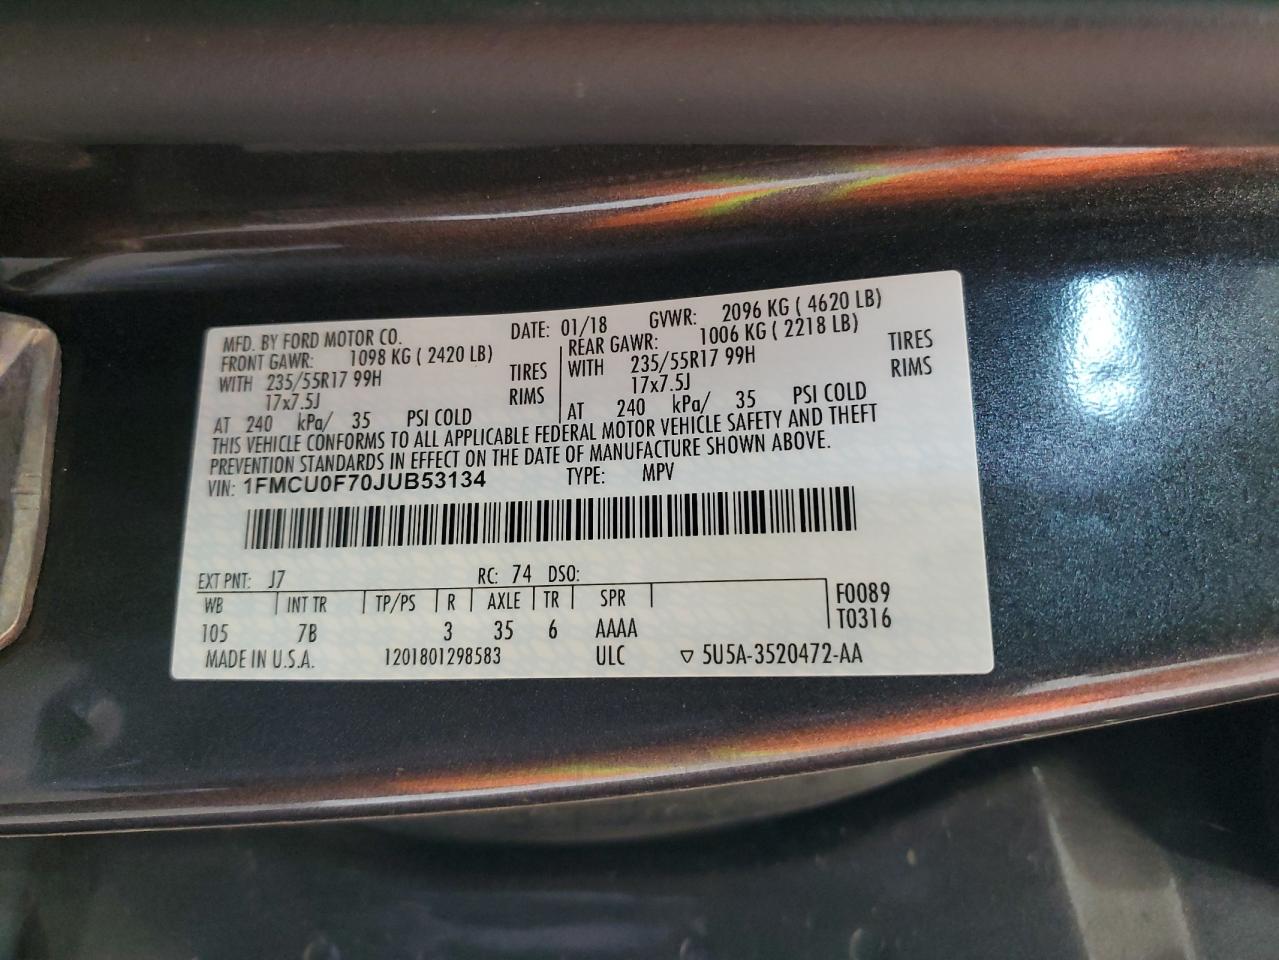 MFD. BY FORD MOTOR CO. DATE: 01/18 GVWR: 2096 KG ( 4620 LB)
FRONT GAWR: 1098 KG ( 2420 LB) REAR GAWR: 1006 KG ( 2218 LB)
WITH 235/55R17 99H TIRES WITH 235/55R17 99H TIRES
17x7.5J RIMS 17x7.5J RIMS
AT 240 kPa/ 35 PSI COLD AT 240 kPa/ 35 PSI COLD
THIS VEHICLE CONFORMS TO ALL APPLICABLE FEDERAL MOTOR VEHICLE SAFETY AND THEFT
PREVENTION STANDARDS IN EFFECT ON THE DATE OF MANUFACTURE SHOWN ABOVE.
VIN: 1FMCU0F70JUB53134 TYPE: MPV
EXT PNT: J7 RC: 74 DSO:
WB INT TR TP/PS R AXLE TR SPR F0089
105 7B 3 35 6 AAAA T0316
MADE IN U.S.A. 1201801298583 ULC ▽ 5U5A-3520472-AA